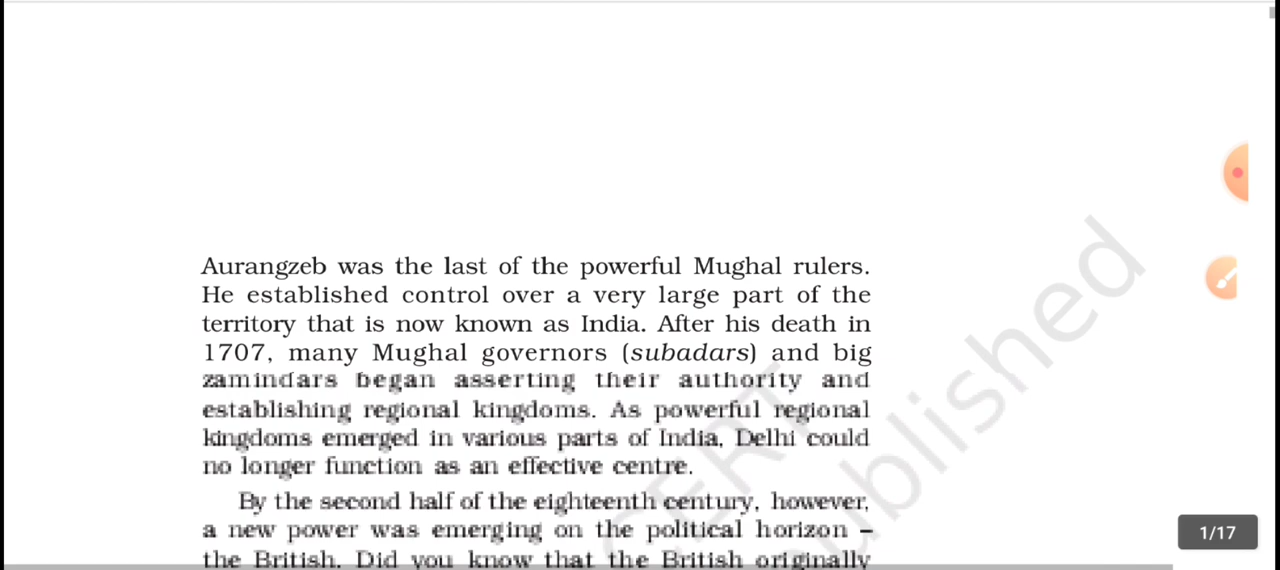 Aurangzeb was the last of the powerful Mughal rulers.
He established control over a very large part of the
territory that is now known as India. After his death in
1707, many Mughal governors (subadars) and big
zamindars began asserting their authority and
establishing regional kingdoms. As powerful regional
kingdoms emerged in various parts of India, Delhi could
no longer function as an effective centre.
By the second half of the eighteenth century, however,
a new power was emerging on the political horizon –
the British. Did you know that the British originally
CERT
ublished
1/17